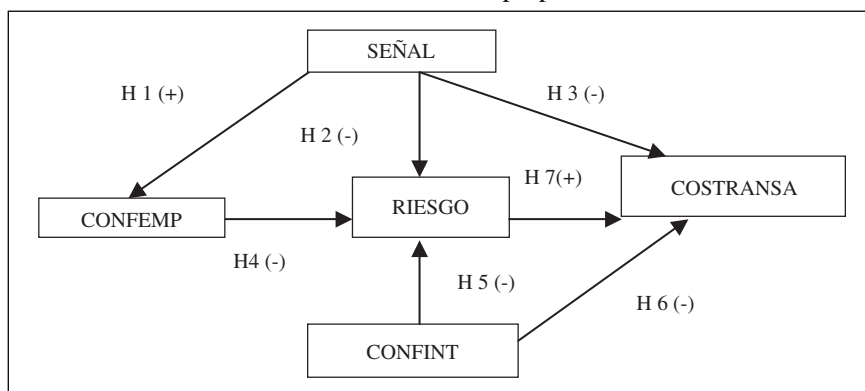 SEÑAL
H 1 (+)
H 2 (-)
H 3 (-)
CONFEMP
RIESGO
H 7(+)
COSTRANSA
H4 (-)
H 5 (-)
H 6 (-)
CONFINT